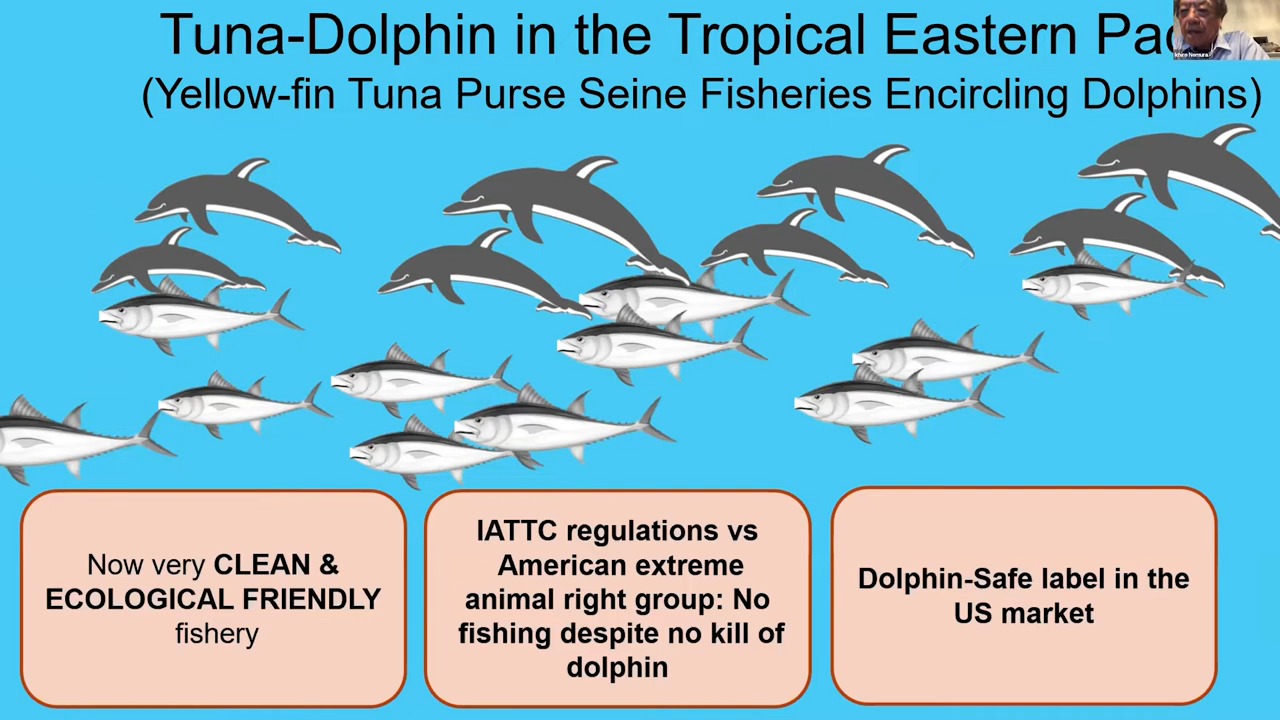 Tuna-Dolphin in the Tropical Eastern Pac
(Yellow-fin Tuna Purse Seine Fisheries Encircling Dolphins)
Now very CLEAN &
ECOLOGICAL FRIENDLY
fishery
IATTC regulations vs
American extreme
animal right group: No
fishing despite no kill of
dolphin
Dolphin-Safe label in the
US market